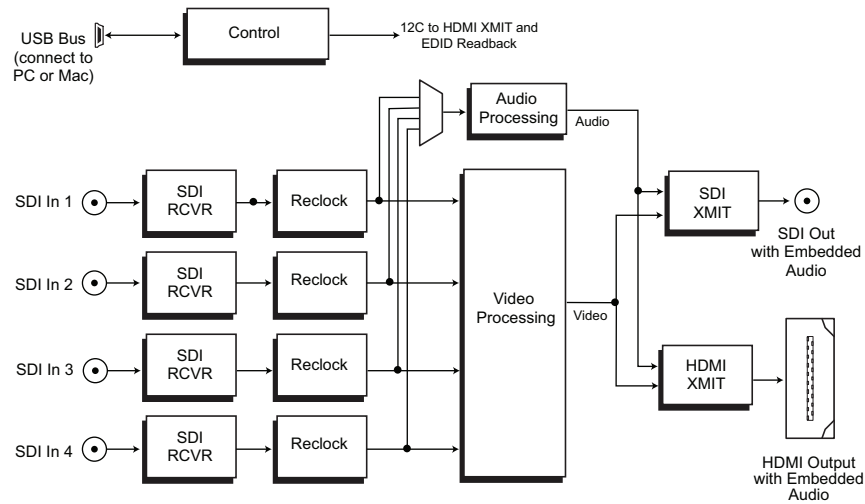 USB Bus
(connect to
PC or Mac)
Control
12C to HDMI XMIT and
EDID Readback
Audio
Processing
Audio
SDI In 1
SDI
RCVR
Reclock
SDI
XMIT
SDI Out
with Embedded
Audio
SDI In 2
SDI
RCVR
Reclock
Video
Processing
Video
SDI In 3
SDI
RCVR
Reclock
HDMI
XMIT
SDI In 4
SDI
RCVR
Reclock
HDMI Output
with Embedded
Audio